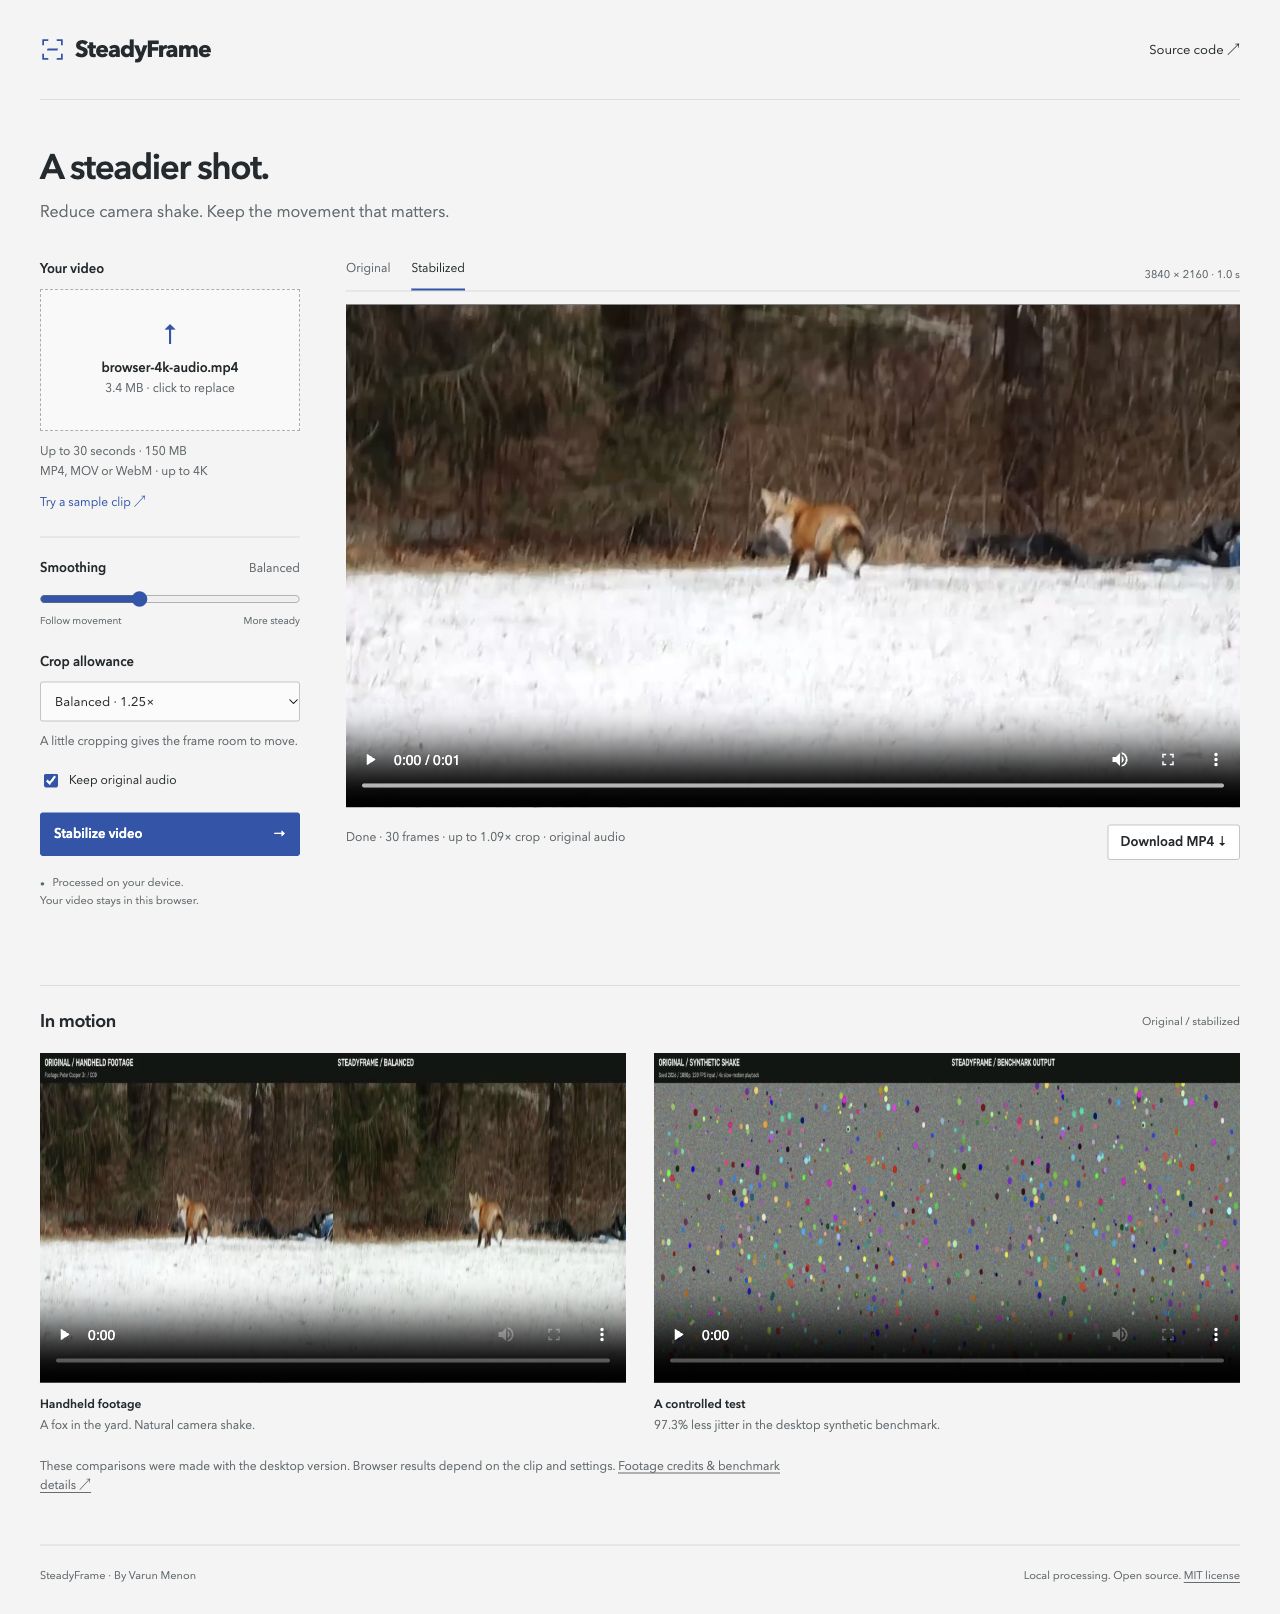 SteadyFrame
Source code ↗
A steadier shot.
Reduce camera shake. Keep the movement that matters.
Your video
↑
browser-4k-audio.mp4
3.4 MB · click to replace
Up to 30 seconds · 150 MB
MP4, MOV or WebM · up to 4K
Try a sample clip ↗
Smoothing
Balanced
Follow movement
More steady
Crop allowance
Balanced · 1.25×
A little cropping gives the frame room to move.
Keep original audio
Stabilize video →
• Processed on your device.
Your video stays in this browser.
Original
Stabilized
3840 × 2160 · 1.0 s
0:00 / 0:01
Done · 30 frames · up to 1.09× crop · original audio
Download MP4 ↓
In motion
Original / stabilized
ORIGINAL / HANDHELD FOOTAGE
Footage: Peter Cooper Jr. / CC0
STEADYFRAME / BALANCED
0:00
Handheld footage
A fox in the yard. Natural camera shake.
ORIGINAL / SYNTHETIC SHAKE
STEADYFRAME / BENCHMARK OUTPUT
0:00
A controlled test
97.3% less jitter in the desktop synthetic benchmark.
These comparisons were made with the desktop version. Browser results depend on the clip and settings. Footage credits & benchmark
details ↗
SteadyFrame · By Varun Menon
Local processing. Open source. MIT license